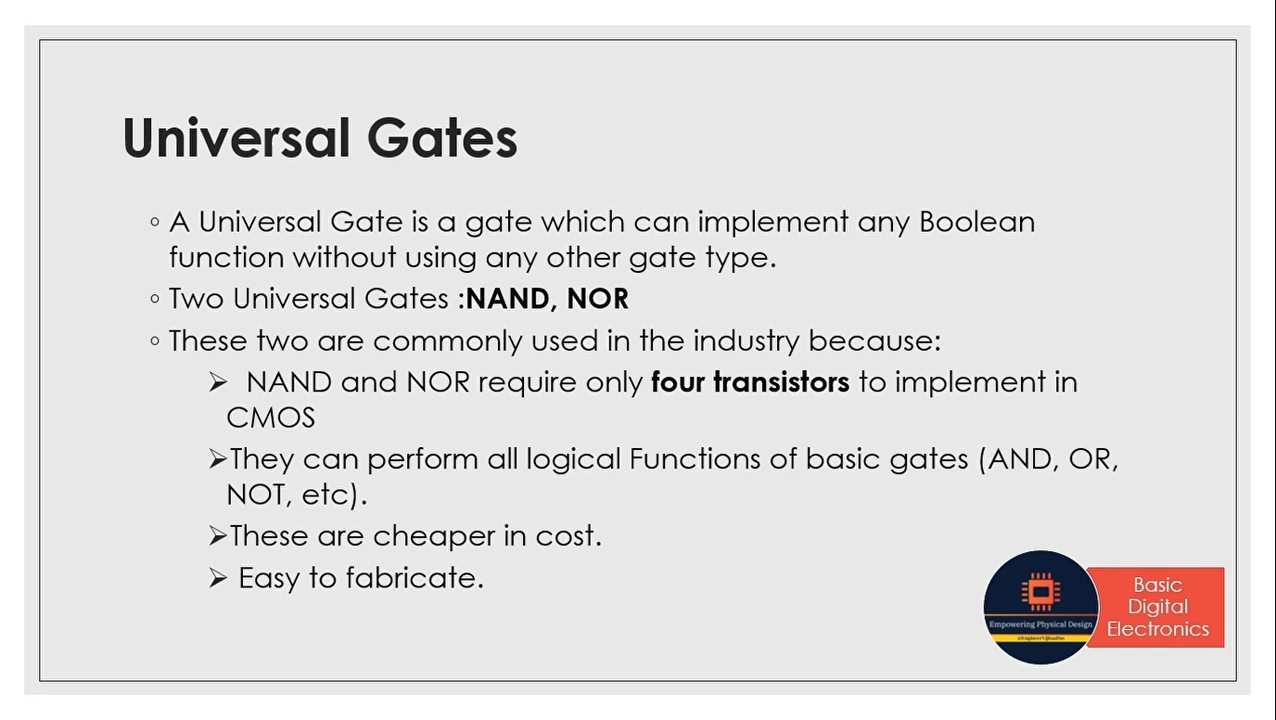 Universal Gates
◦ A Universal Gate is a gate which can implement any Boolean
function without using any other gate type.
◦ Two Universal Gates :NAND, NOR
◦ These two are commonly used in the industry because:
➢ NAND and NOR require only four transistors to implement in
CMOS
➢They can perform all logical Functions of basic gates (AND, OR,
NOT, etc).
➢These are cheaper in cost.
➢ Easy to fabricate.
Empowering Physical Design
Basic
Digital
Electronics